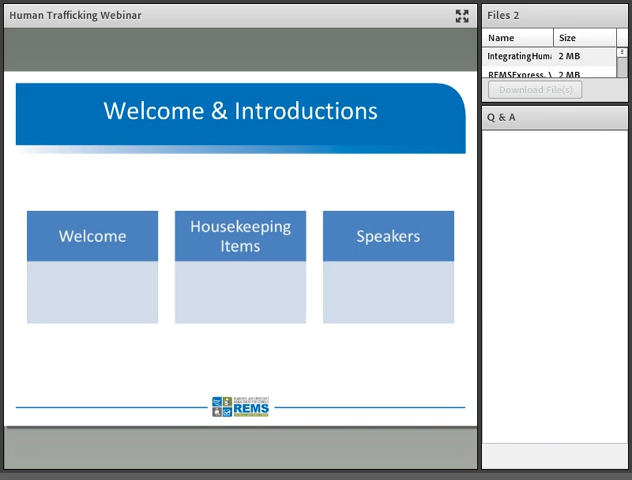 Human Trafficking Webinar
Welcome & Introductions
Welcome
Housekeeping
Items
Speakers
REMS
Files 2
Name Size
2 MB
2 MB
Download File(s)
Q & A